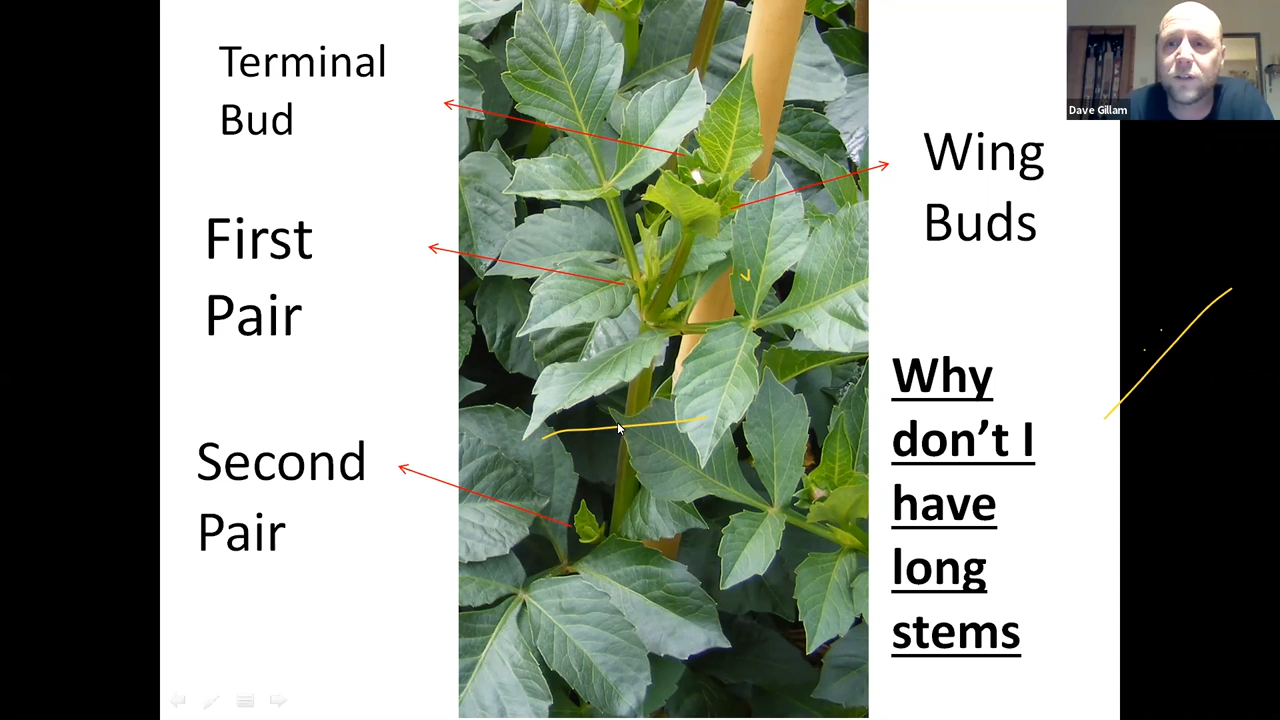 Terminal
Bud
First
Pair
Second
Pair
Wing
Buds
Why
don’t I
have
long
stems
Dave Gillam